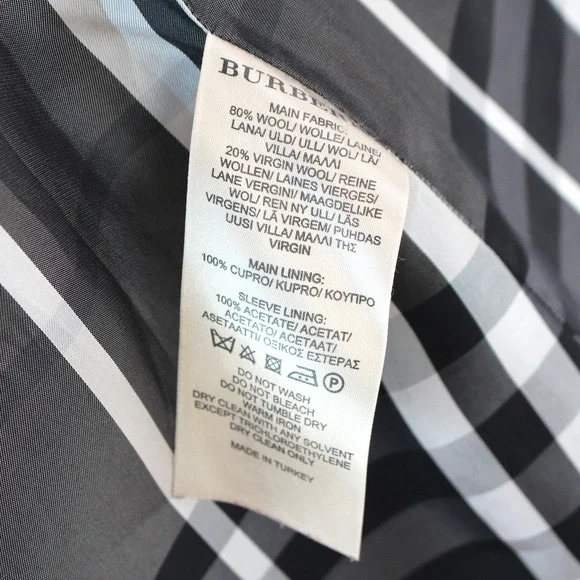 BURBERRY
MAIN FABRIC:
80% WOOL/ WOLLE/ LAINE/
LANA/ ULD/ ULL/ WOL/ LÃ/
VILLA/ ΜΑΛΛΙ
20% VIRGIN WOOL/ REINE
WOLLEN/ LAINES VIERGES/
LANE VERGINI/ MAAGDELIJKE
WOL/ REN NY ULL/ LÃS
VIRGENS/ LÃ VIRGEM/ PUHDAS
UUSI VILLA/ ΜΑΛΛΙ ΤΗΣ
VIRGIN
MAIN LINING:
100% CUPRO/ KUPRO/ ΚΟΥΠΡΟ
SLEEVE LINING:
100% ACETATE/ ACETAT/
ACETATO/ ACETAAT/
ASETAATTI/ ΟΞΙΚΟΣ ΕΣΤΕΡΑΣ
P
DO NOT WASH
DO NOT BLEACH
DO NOT TUMBLE DRY
WARM IRON
DRY CLEAN WITH ANY SOLVENT
EXCEPT TRICHLOROETHYLENE
DRY CLEAN ONLY
MADE IN TURKEY